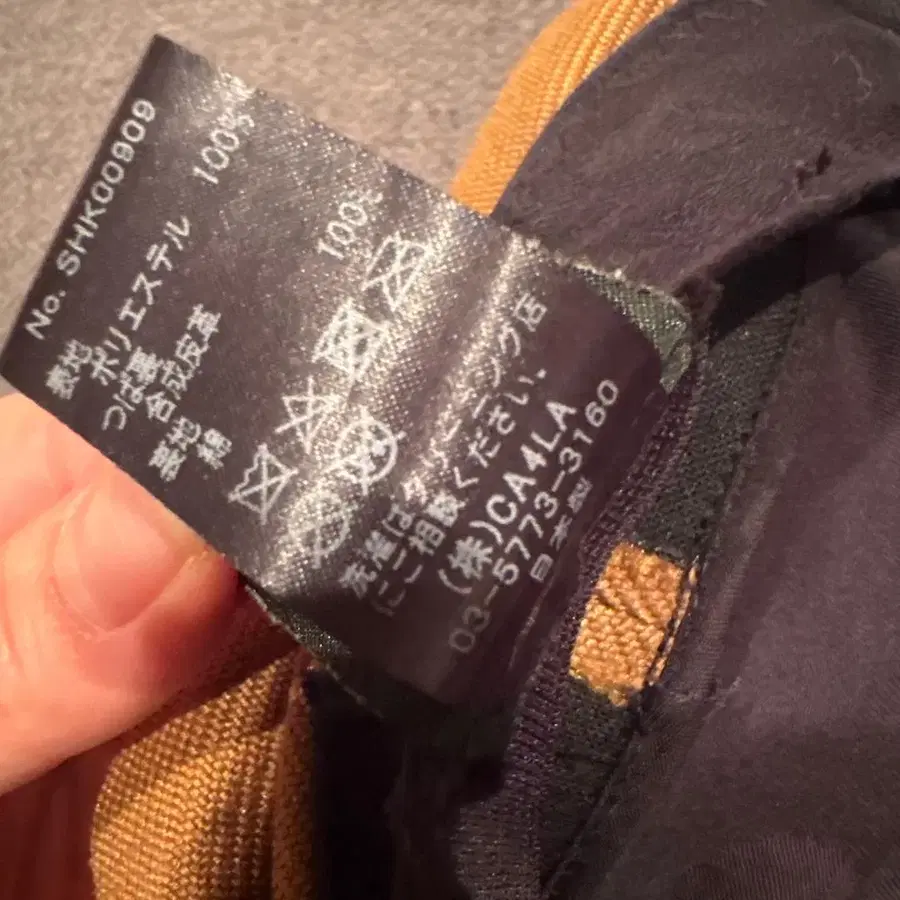 No. SHK00909
表地
ポリエステル 100%
つば裏
合成皮革
裏地
綿 100%
洗濯はクリーニング店
にご相談ください。
(株)CA4LA
03-5773-3160
日本製